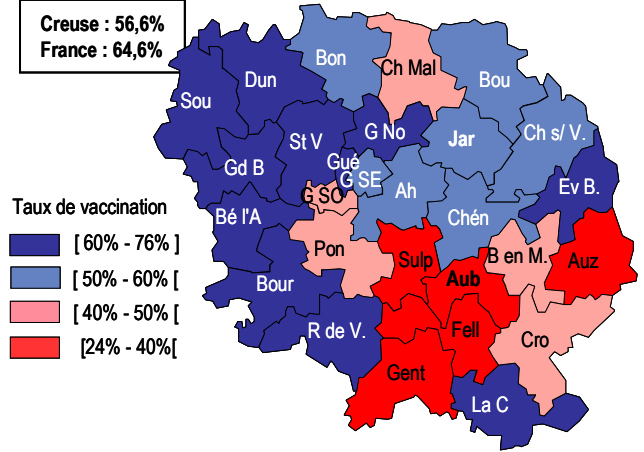 Creuse : 56,6%
France : 64,6%
Bon
Ch Mal
Dun
Bou
Sou
G No
Jar
Ch s/ V.
St V
Gué
Gd B
G SE
Ev B.
G SO
Ah
Taux de vaccination
Bé l'A
Chén
[ 60% - 76% ]
Pon
Sulp
B en M.
Auz
[ 50% - 60% [
Bour
Aub
[ 40% - 50% [
R de V.
Fell
Cro
[24% - 40%[
Gent
La C